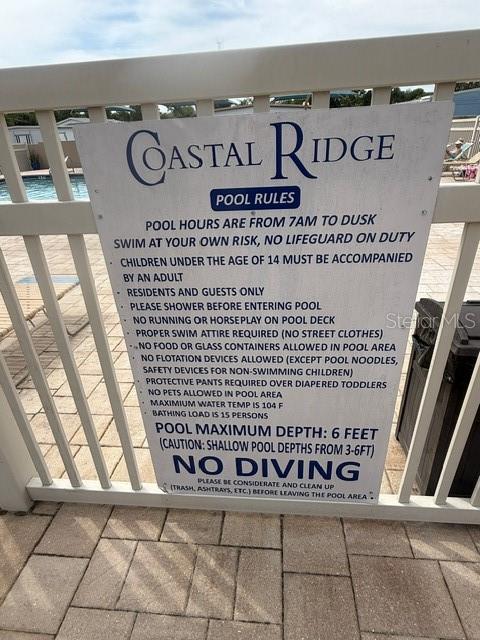 COASTAL RIDGE
POOL RULES
POOL HOURS ARE FROM 7AM TO DUSK
SWIM AT YOUR OWN RISK, NO LIFEGUARD ON DUTY
· CHILDREN UNDER THE AGE OF 14 MUST BE ACCOMPANIED
BY AN ADULT
· RESIDENTS AND GUESTS ONLY
· PLEASE SHOWER BEFORE ENTERING POOL
· NO RUNNING OR HORSEPLAY ON POOL DECK
· PROPER SWIM ATTIRE REQUIRED (NO STREET CLOTHES)
· NO FOOD OR GLASS CONTAINERS ALLOWED IN POOL AREA
· NO FLOTATION DEVICES ALLOWED (EXCEPT POOL NOODLES,
SAFETY DEVICES FOR NON-SWIMMING CHILDREN)
· PROTECTIVE PANTS REQUIRED OVER DIAPERED TODDLERS
· NO PETS ALLOWED IN POOL AREA
· MAXIMUM WATER TEMP IS 104 F
· BATHING LOAD IS 15 PERSONS
POOL MAXIMUM DEPTH: 6 FEET
(CAUTION: SHALLOW POOL DEPTHS FROM 3-6FT)
NO DIVING
PLEASE BE CONSIDERATE AND CLEAN UP
(TRASH, ASHTRAYS, ETC.) BEFORE LEAVING THE POOL AREA
StellarMLS